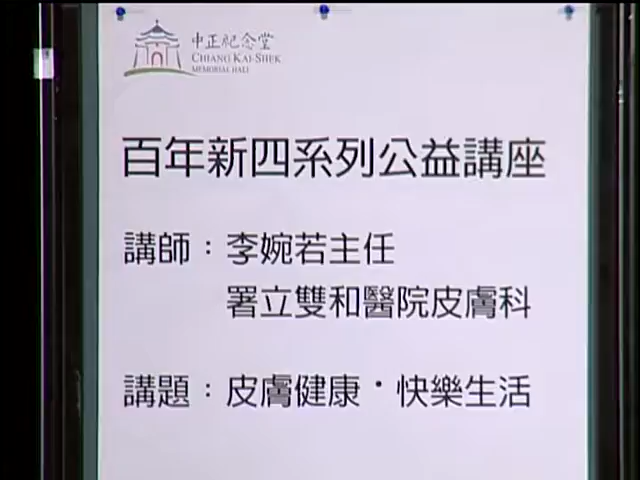 中正紀念堂
CHIANG KAI-SHEK
MEMORIAL HALL
百年新四系列公益講座
講師：李婉若主任
署立雙和醫院皮膚科
講題：皮膚健康・快樂生活